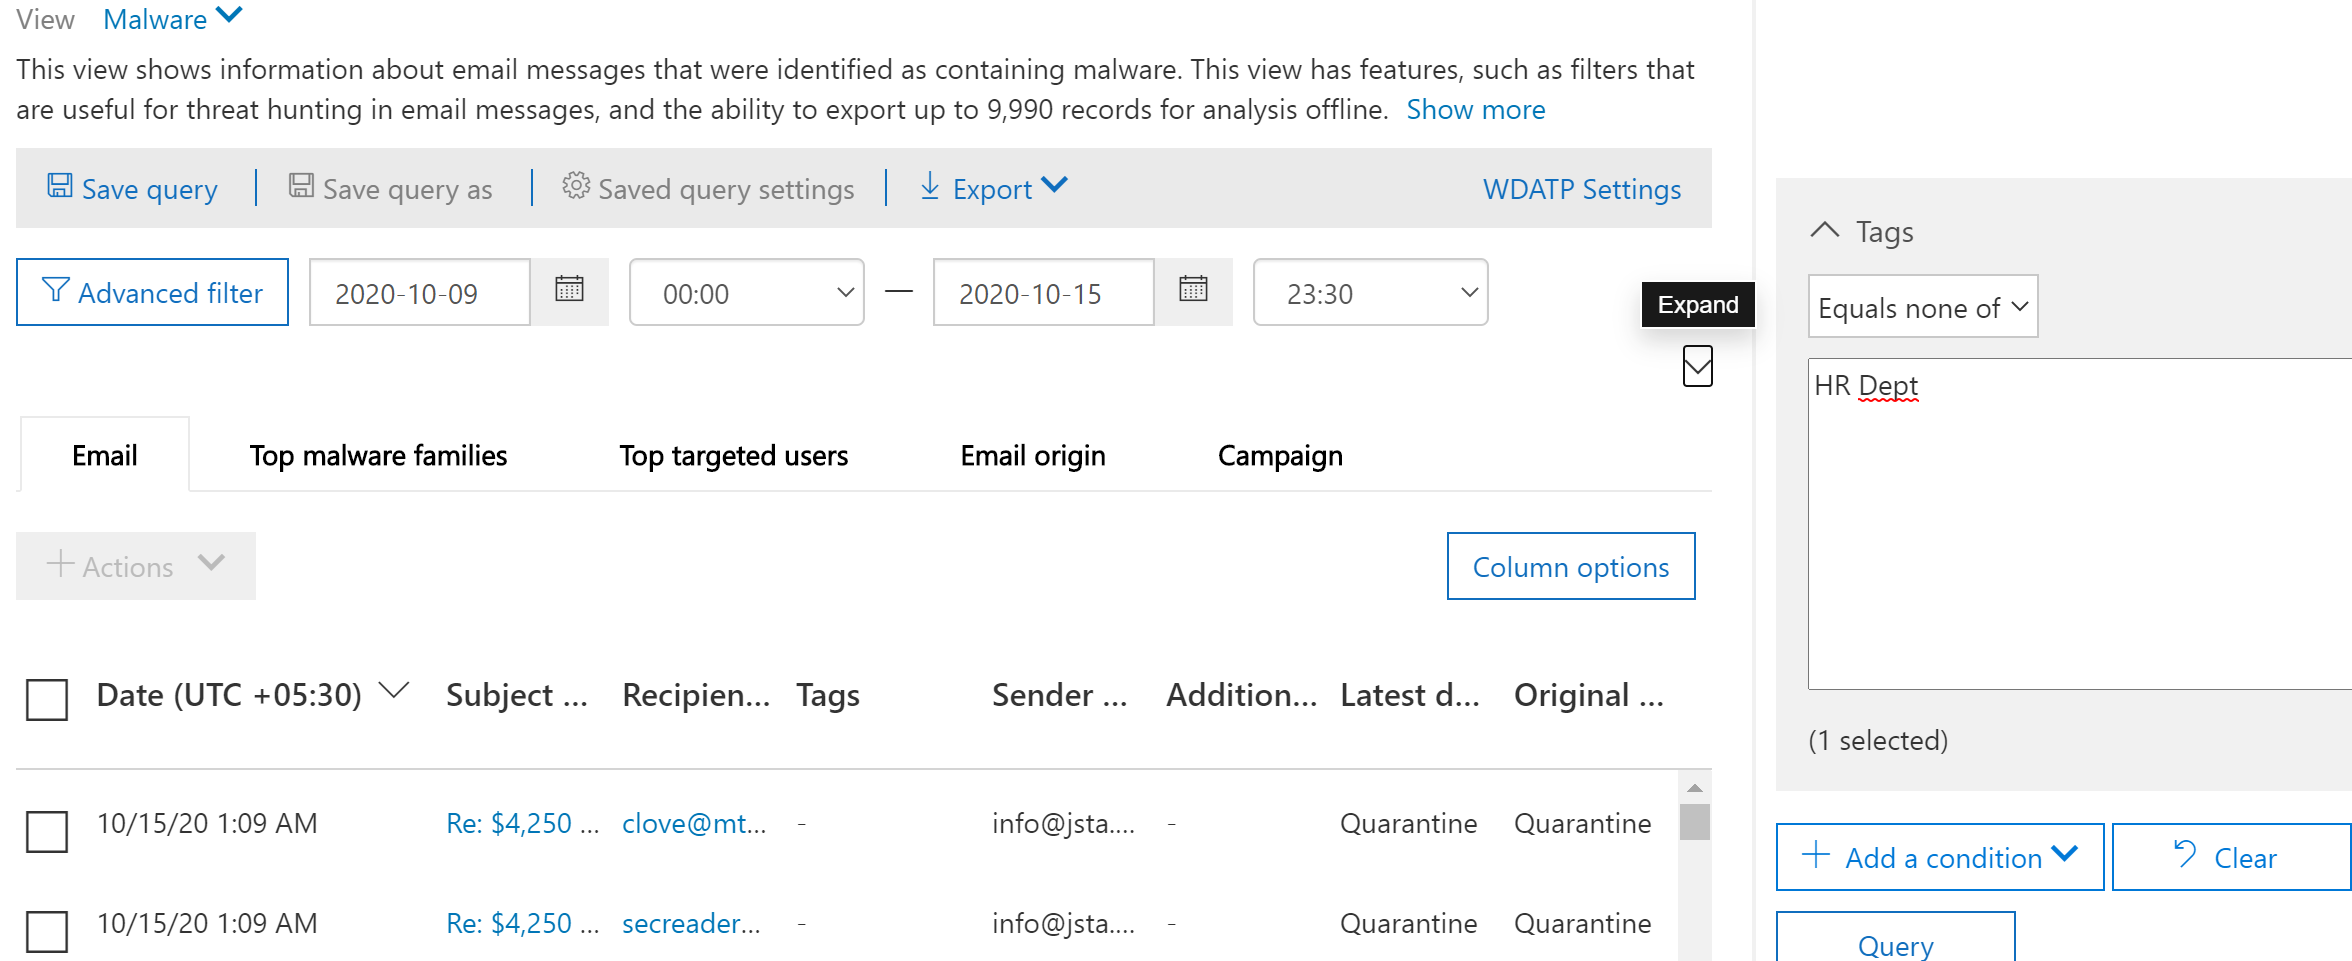 View Malware
This view shows information about email messages that were identified as containing malware. This view has features, such as filters that
are useful for threat hunting in email messages, and the ability to export up to 9,990 records for analysis offline. Show more
Save query Save query as Saved query settings Export WDATP Settings
Advanced filter 2020-10-09 00:00 — 2020-10-15 23:30
Expand
Email Top malware families Top targeted users Email origin Campaign
+ Actions Column options
Date (UTC +05:30) Subject ... Recipien... Tags Sender ... Addition... Latest d... Original ...
10/15/20 1:09 AM Re: $4,250 ... clove@mt... - info@jsta.... - Quarantine Quarantine
10/15/20 1:09 AM Re: $4,250 ... secreader... - info@jsta.... - Quarantine Quarantine
Tags
Equals none of
HR Dept
(1 selected)
+ Add a condition Clear
Query